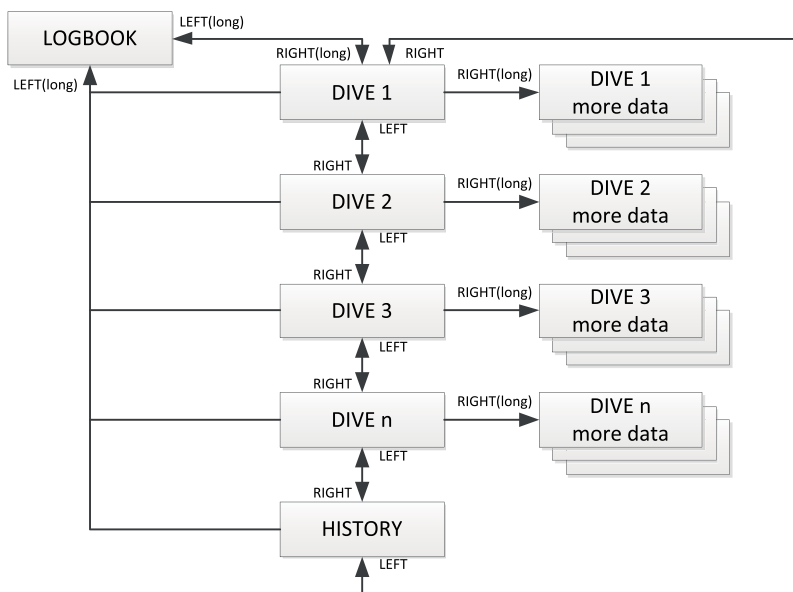 LEFT(long)
LOGBOOK
RIGHT(long)
RIGHT
LEFT(long)
DIVE 1
RIGHT(long)
DIVE 1
more data
LEFT
RIGHT
DIVE 2
RIGHT(long)
DIVE 2
more data
LEFT
RIGHT
DIVE 3
RIGHT(long)
DIVE 3
more data
LEFT
RIGHT
DIVE n
RIGHT(long)
DIVE n
more data
LEFT
RIGHT
HISTORY
LEFT